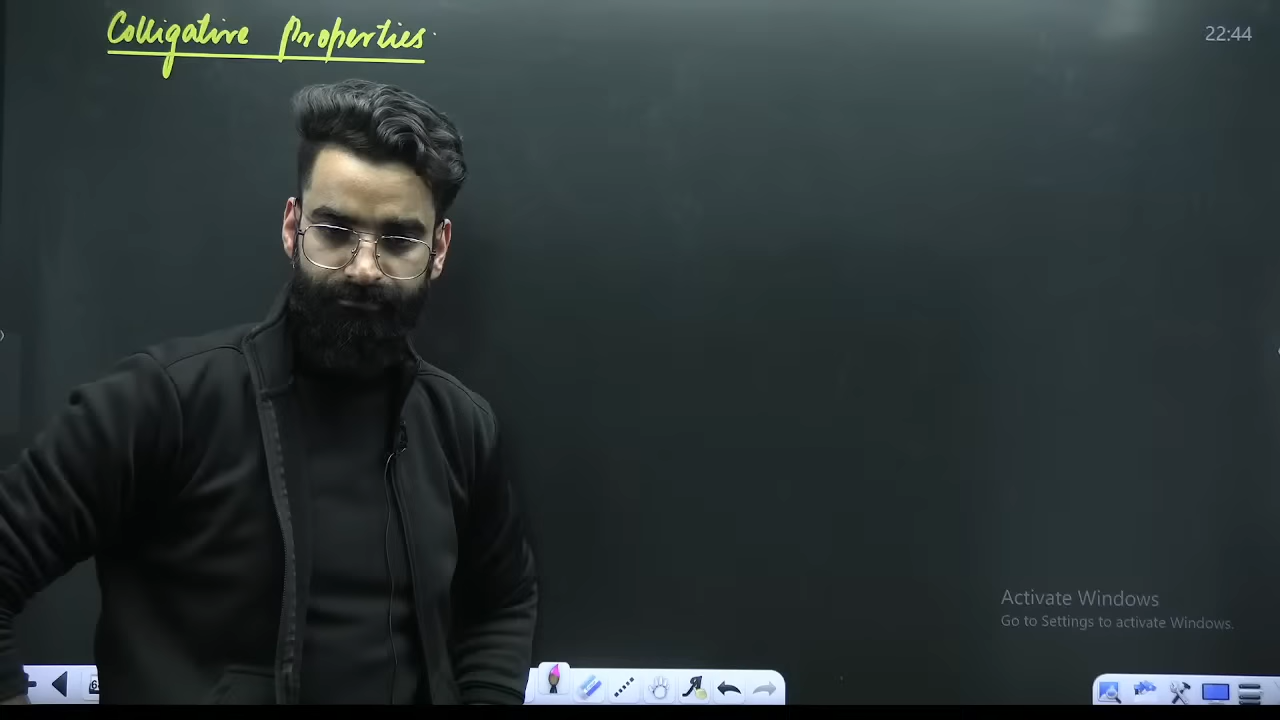 Colligative Properties
22:44
Activate Windows
Go to Settings to activate Windows.